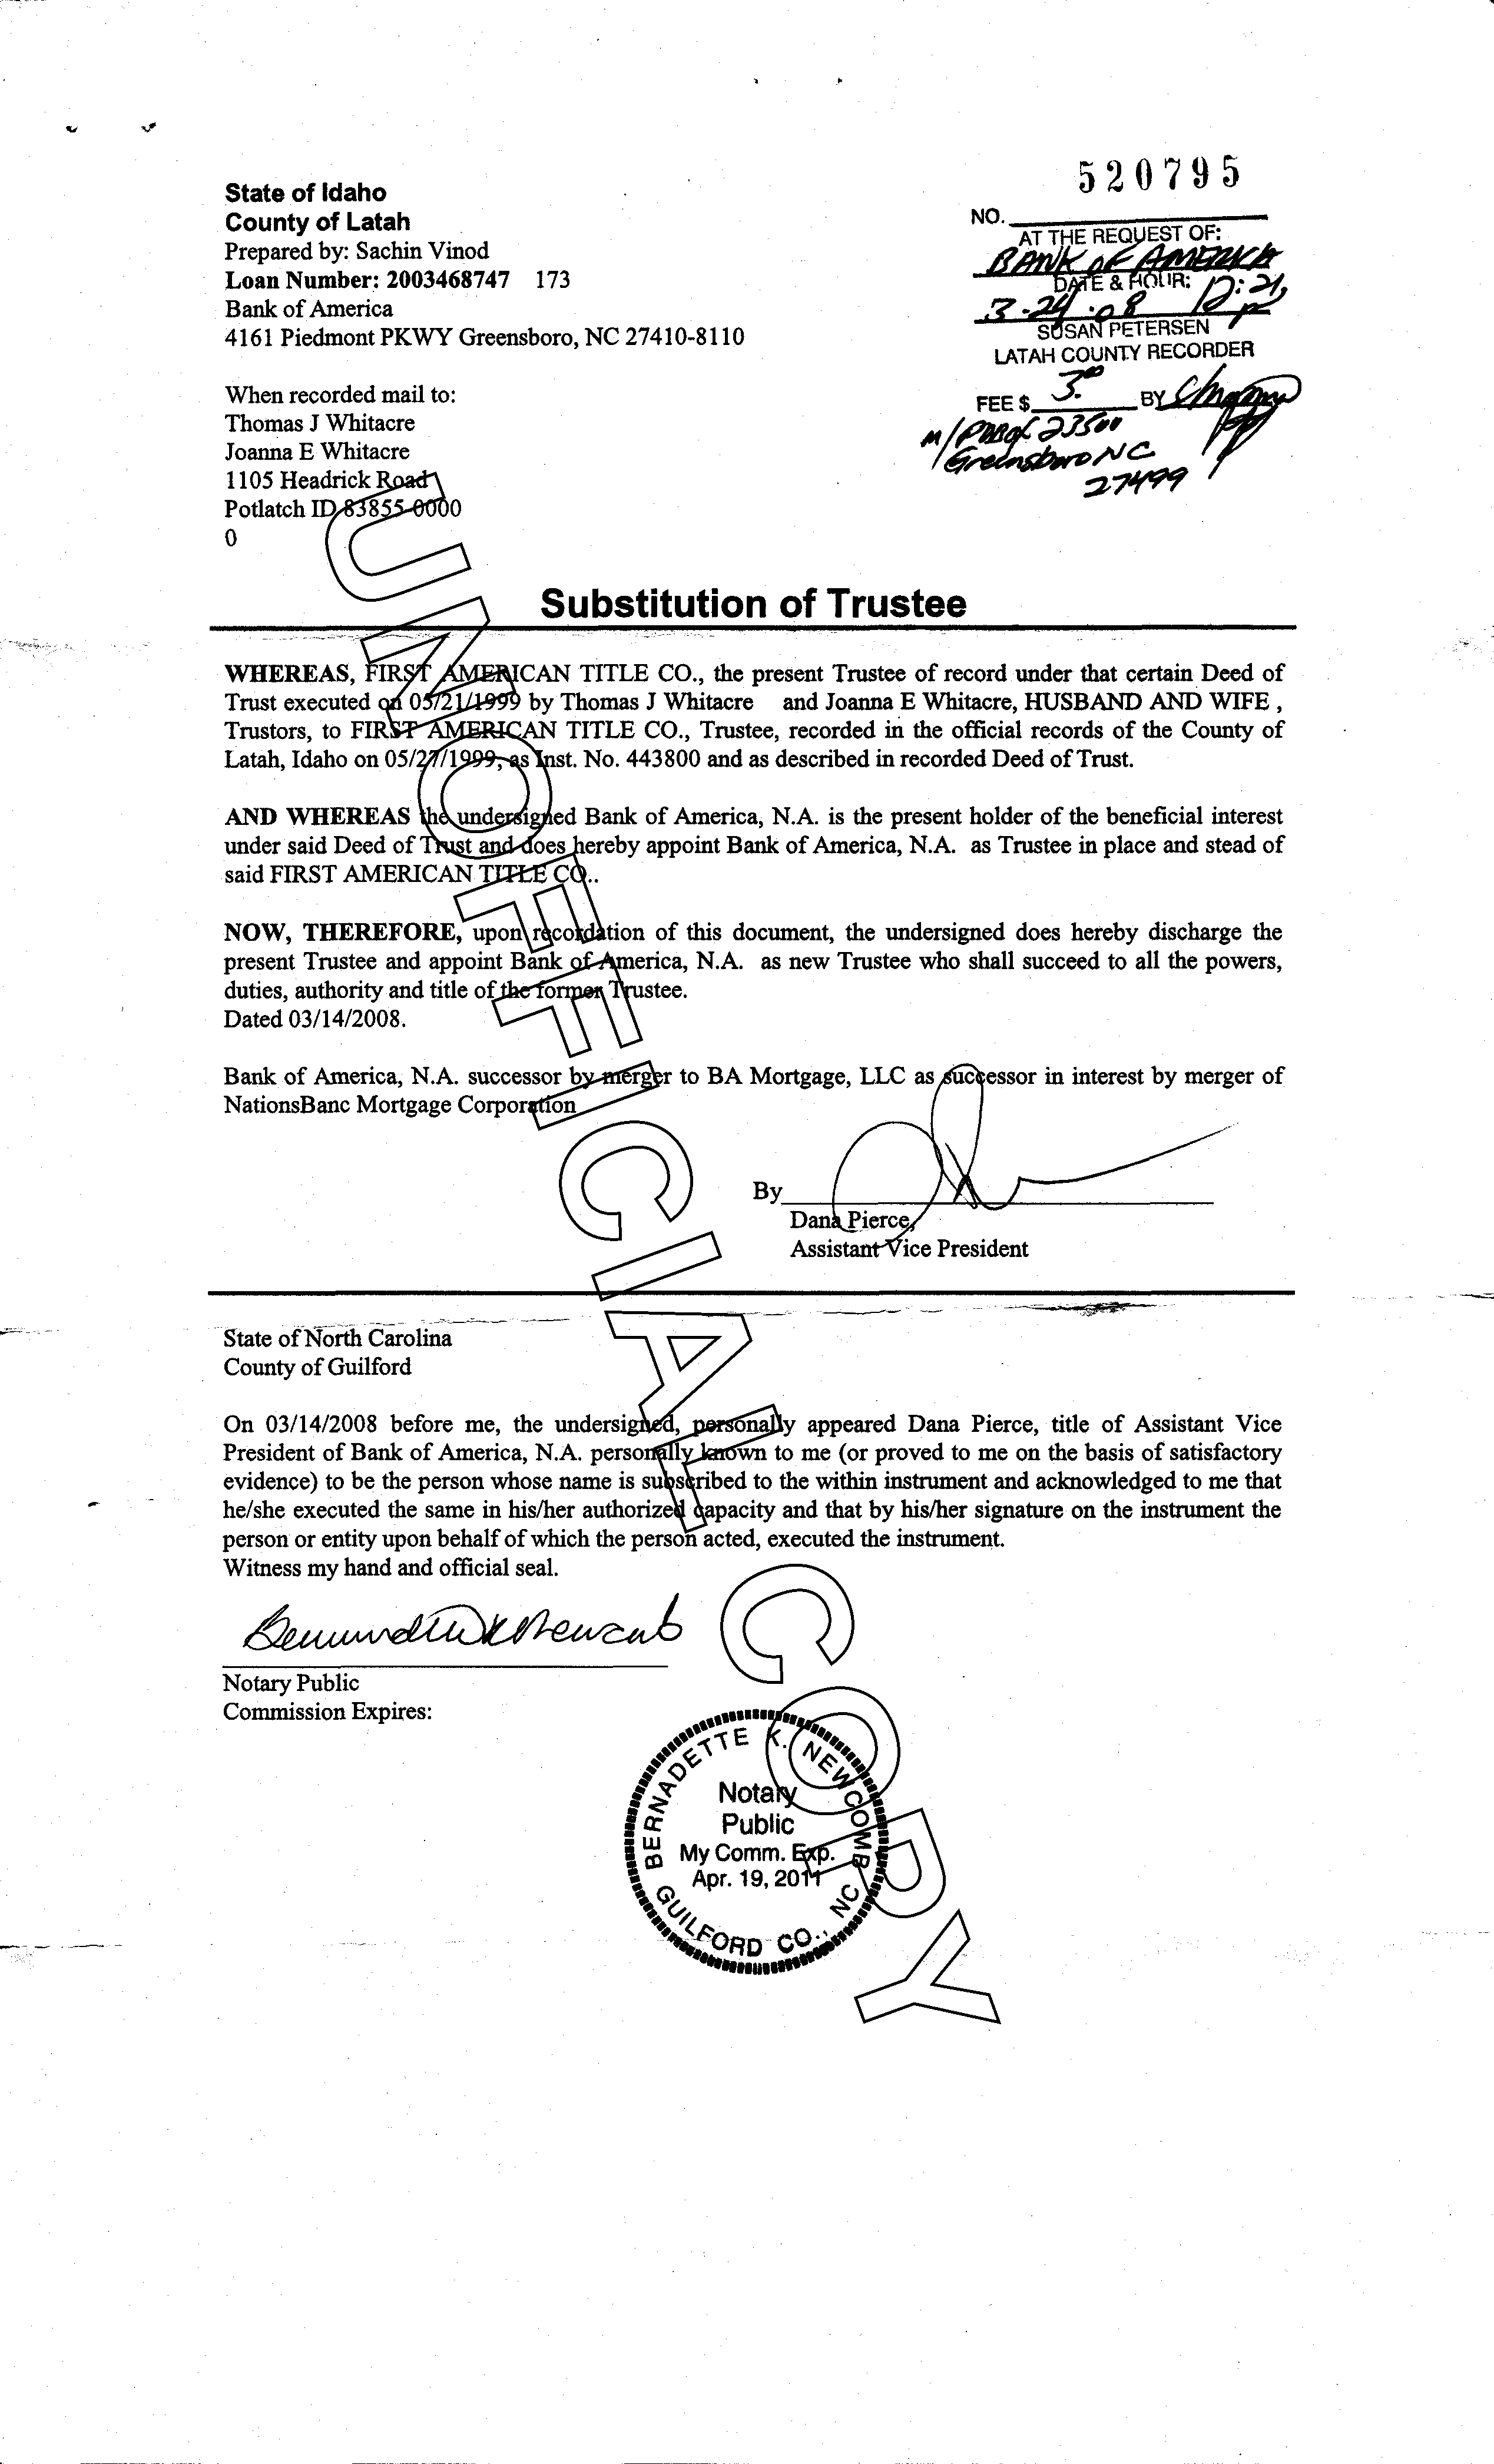 520795
State of Idaho
County of Latah
Prepared by: Sachin Vinod
Loan Number: 2003468747 173
Bank of America
4161 Piedmont PKWY Greensboro, NC 27410-8110
NO.
AT THE REQUEST OF:
BANK OF AMERICA
DATE & HOUR:
3-24-08 12:21 P
SUSAN PETERSEN
LATAH COUNTY RECORDER
FEE $ 3.00 BY
M/ 23500
Greensboro NC
27499
When recorded mail to:
Thomas J Whitacre
Joanna E Whitacre
1105 Headrick Road
Potlatch ID 83855-0000
0
Substitution of Trustee
WHEREAS, FIRST AMERICAN TITLE CO., the present Trustee of record under that certain Deed of
Trust executed on 05/21/1999 by Thomas J Whitacre and Joanna E Whitacre, HUSBAND AND WIFE ,
Trustors, to FIRST AMERICAN TITLE CO., Trustee, recorded in the official records of the County of
Latah, Idaho on 05/27/1999, as Inst. No. 443800 and as described in recorded Deed of Trust.
AND WHEREAS the undersigned Bank of America, N.A. is the present holder of the beneficial interest
under said Deed of Trust and does hereby appoint Bank of America, N.A. as Trustee in place and stead of
said FIRST AMERICAN TITLE CO..
NOW, THEREFORE, upon recordation of this document, the undersigned does hereby discharge the
present Trustee and appoint Bank of America, N.A. as new Trustee who shall succeed to all the powers,
duties, authority and title of the former Trustee.
Dated 03/14/2008.
Bank of America, N.A. successor by merger to BA Mortgage, LLC as successor in interest by merger of
NationsBanc Mortgage Corporation
By
Dana Pierce,
Assistant Vice President
State of North Carolina
County of Guilford
On 03/14/2008 before me, the undersigned, personally appeared Dana Pierce, title of Assistant Vice
President of Bank of America, N.A. personally known to me (or proved to me on the basis of satisfactory
evidence) to be the person whose name is subscribed to the within instrument and acknowledged to me that
he/she executed the same in his/her authorized capacity and that by his/her signature on the instrument the
person or entity upon behalf of which the person acted, executed the instrument.
Witness my hand and official seal.
Bernadette K Newcomb
Notary Public
Commission Expires:
BERNADETTE K. NEWCOMB
Notary
Public
My Comm. Exp.
Apr. 19, 2011
GUILFORD CO., NC
UNOFFICIAL COPY